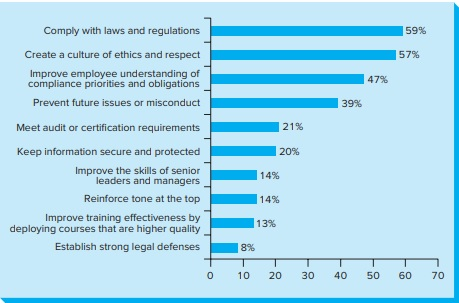 Comply with laws and regulations 59%
Create a culture of ethics and respect 57%
Improve employee understanding of
compliance priorities and obligations 47%
Prevent future issues or misconduct 39%
Meet audit or certification requirements 21%
Keep information secure and protected 20%
Improve the skills of senior
leaders and managers 14%
Reinforce tone at the top 14%
Improve training effectiveness by
deploying courses that are higher quality 13%
Establish strong legal defenses 8%
0 10 20 30 40 50 60 70